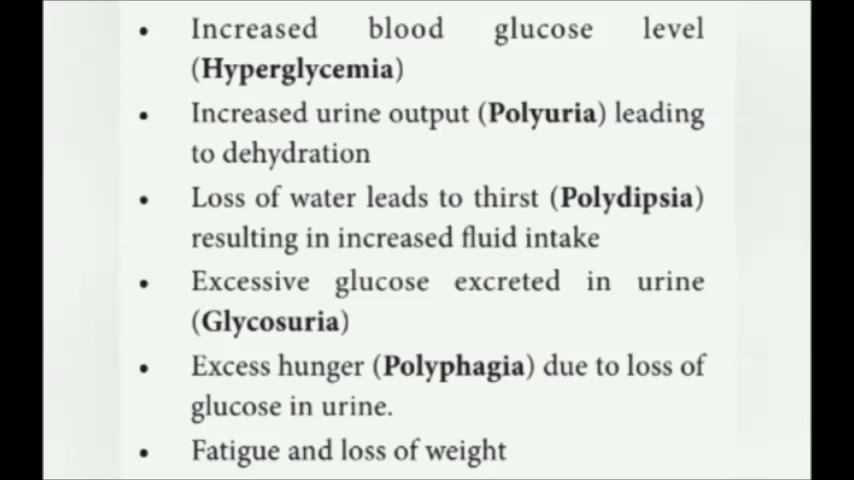 • Increased blood glucose level
(Hyperglycemia)
• Increased urine output (Polyuria) leading
to dehydration
• Loss of water leads to thirst (Polydipsia)
resulting in increased fluid intake
• Excessive glucose excreted in urine
(Glycosuria)
• Excess hunger (Polyphagia) due to loss of
glucose in urine.
• Fatigue and loss of weight